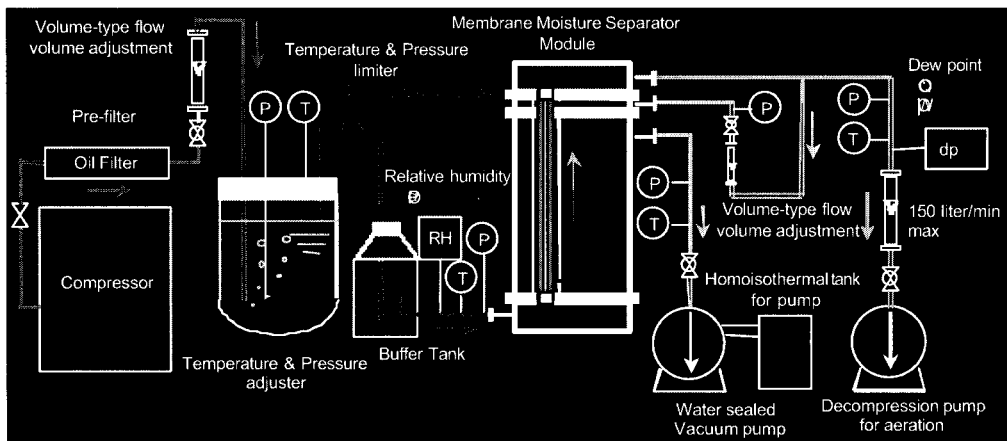 Volume-type flow
volume adjustment
Pre-filter
Oil Filter
Compressor
P
T
Temperature & Pressure
adjuster
Temperature & Pressure
limiter
Relative humidity
RH
P
T
Buffer Tank
Membrane Moisture Separator
Module
P
P
T
Volume-type flow
volume adjustment
Homoisothermal tank
for pump
Water sealed
Vacuum pump
Dew point
P
T
dp
150 liter/min
max
Decompression pump
for aeration